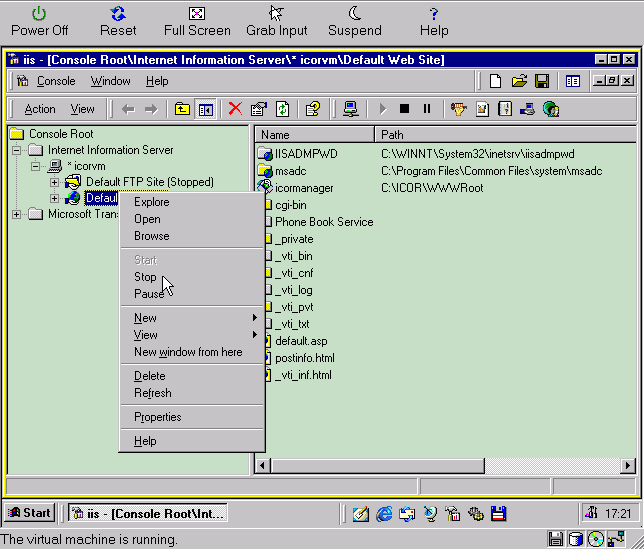 Power Off Reset Full Screen Grab Input Suspend Help
iis - [Console Root\Internet Information Server\* icorvm\Default Web Site]
Console Window Help
Action View
Console Root
Internet Information Server
* icorvm
Default FTP Site (Stopped)
Defaul
Microsoft Tran
Explore
Open
Browse
Start
Stop
Pause
New
View
New window from here
Delete
Refresh
Properties
Help
Name Path
IISADMPWD C:\WINNT\System32\inetsrv\iisadmpwd
msadc C:\Program Files\Common Files\system\msadc
icormanager C:\ICOR\WWWRoot
cgi-bin
Phone Book Service
_private
_vti_bin
_vti_cnf
_vti_log
_vti_pvt
_vti_txt
default.asp
postinfo.html
_vti_inf.html
Start iis - [Console Root\Int... 17:21
The virtual machine is running.